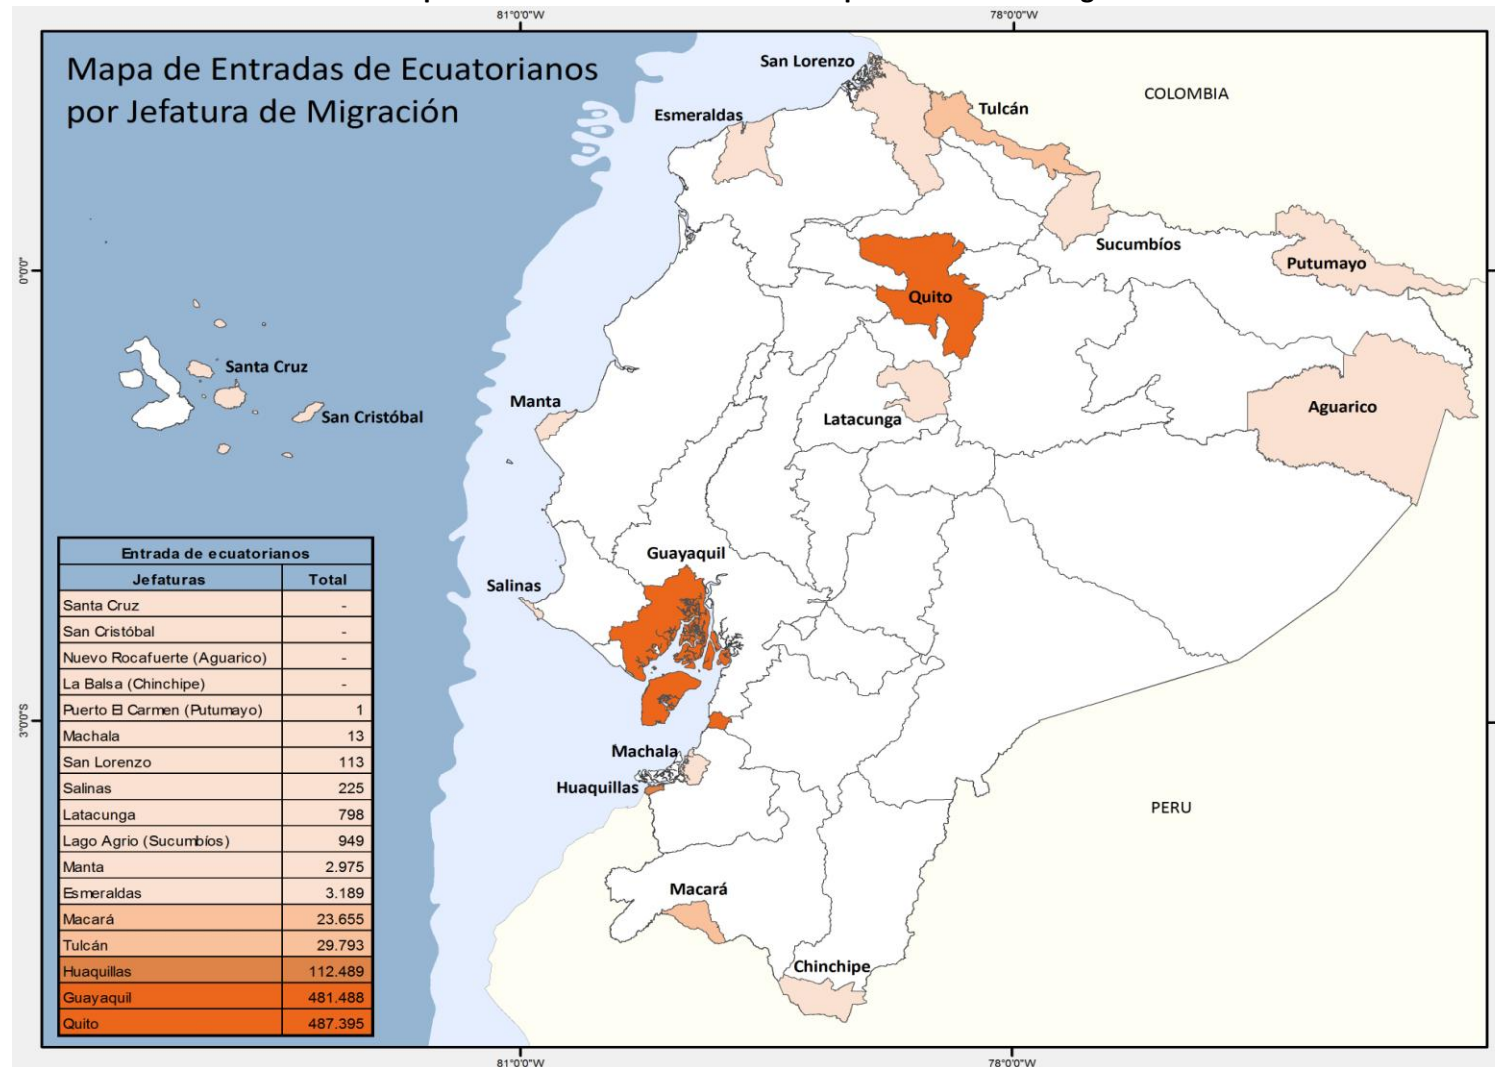 81°0'0"W 78°0'0"W
Mapa de Entradas de Ecuatorianos
por Jefatura de Migración
San Lorenzo
COLOMBIA
Tulcán
Esmeraldas
Sucumbíos
Putumayo
0°0'0"
Quito
Santa Cruz
Manta
Aguarico
San Cristóbal
Latacunga
Guayaquil
Salinas
Machala
Huaquillas
PERU
Macará
Chinchipe
3°0'0"S
Entrada de ecuatorianos
Jefaturas Total
Santa Cruz -
San Cristóbal -
Nuevo Rocafuerte (Aguarico) -
La Balsa (Chinchipe) -
Puerto El Carmen (Putumayo) 1
Machala 13
San Lorenzo 113
Salinas 225
Latacunga 798
Lago Agrio (Sucumbíos) 949
Manta 2.975
Esmeraldas 3.189
Macará 23.655
Tulcán 29.793
Huaquillas 112.489
Guayaquil 481.488
Quito 487.395
81°0'0"W 78°0'0"W